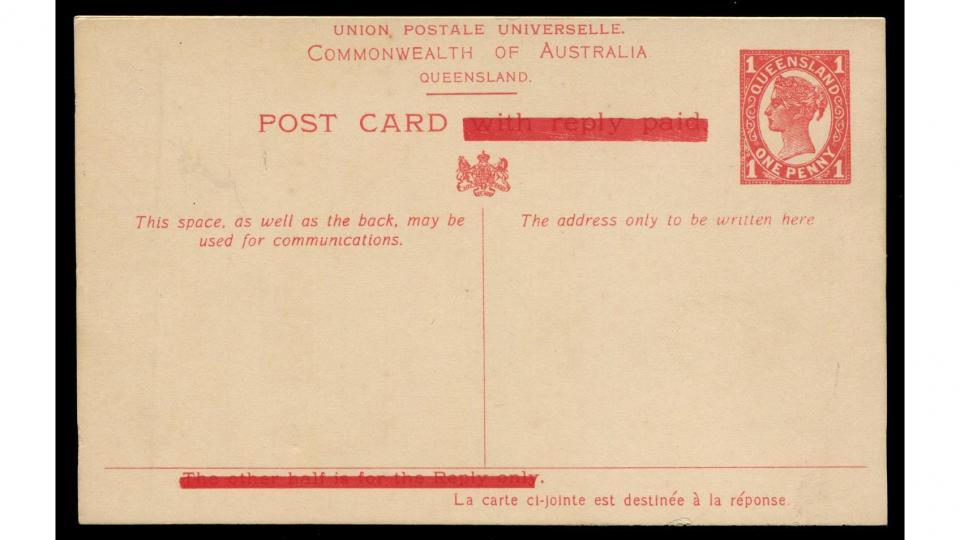 UNION POSTALE UNIVERSELLE.
COMMONWEALTH OF AUSTRALIA
QUEENSLAND.
POST CARD with reply paid.
1 QUEENSLAND 1
1 ONE PENNY 1
This space, as well as the back, may be
used for communications.
The address only to be written here
The other half is for the Reply only.
La carte ci-jointe est destinée à la réponse.